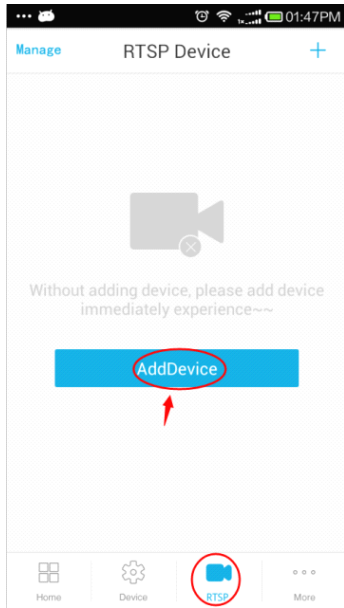 01:47PM
Manage RTSP Device +
Without adding device, please add device
immediately experience~~
AddDevice
Home Device RTSP More